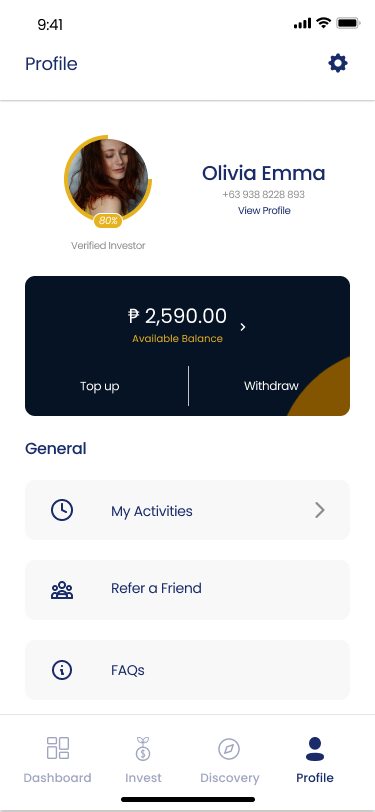 9:41
Profile
80%
Verified Investor
Olivia Emma
+63 938 8228 893
View Profile
₱ 2,590.00
Available Balance
Top up
Withdraw
General
My Activities
Refer a Friend
FAQs
Dashboard
Invest
Discovery
Profile